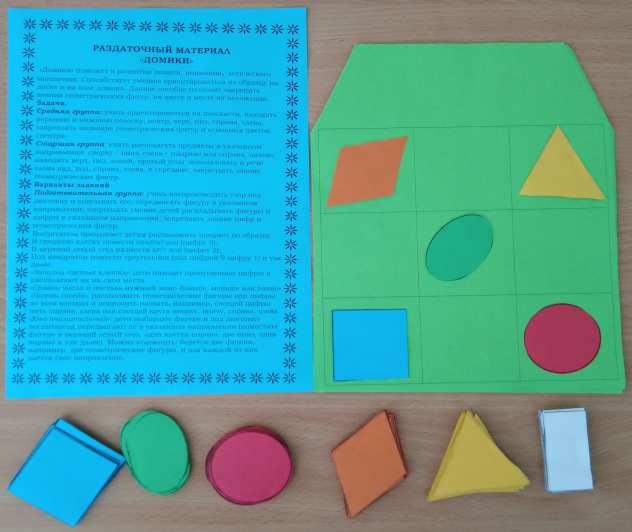 РАЗДАТОЧНЫЙ МАТЕРИАЛ
«ДОМИКИ»
«Домики» поможет в развитии памяти, внимания, логического
мышления. Способствует умению ориентироваться по образцу на
доске и на поле домика. Данное пособие позволит закрепить
знания геометрических фигур, их цвете и месте их положения.
Задачи.
Средняя группа: учить ориентироваться на плоскости, находить
верхнюю и нижнюю полоску; центр, верх, низ, справа, слева,
закреплять название геометрических фигур и основных цветов
спектра.
Старшая группа: учить располагать предметы в указанном
направлении: сверху – вниз, слева – направо или справа -налево,
находить верх, низ, левый, правый углы ,использовать в речи
слова над, под, справа, слева, в середине, закреплять знание
геометрических фигур.
Варианты заданий
Подготовительная группа: учить воспроизводить узор под
диктовку и описывать его, передвигать фигуру в указанном
направлении; закреплять умение детей раскладывать фигуры и
цифры в указанном направлении; закреплять знание цифр и
геометрических фигур.
Воспитатель предлагает детям расположить предмет по образцу.
В среднюю клетку помести квадрат или (цифру 9),
В верхний левый угол размести круг или (цифру 2),
Под квадратом помести треугольник (под цифрой 9 цифру 1) и так
далее.
«Заполни пустые клетки»: дети находят пропущенные цифры и
располагают их на свои места.
«Сравни числа и поставь нужный знак» больше, меньше или равно
«Назови соседа»: расположить геометрические фигуры или цифры
во всех клетках и попросить назвать, например, соседей цифры
пять справа, слева или соседей круга вверху, внизу, справа, слева.
«Кто внимательный»: дети выбирают фигуру и под диктовку
воспитателя передвигают ее в указанном направлении (поместите
фигуру в верхний левый угол, одна клетка вправо, две вниз, одна
вправо и так далее). Можно усложнить: берется две фишки,
например, две геометрические фигуры, и для каждой из них
дается свое направление.